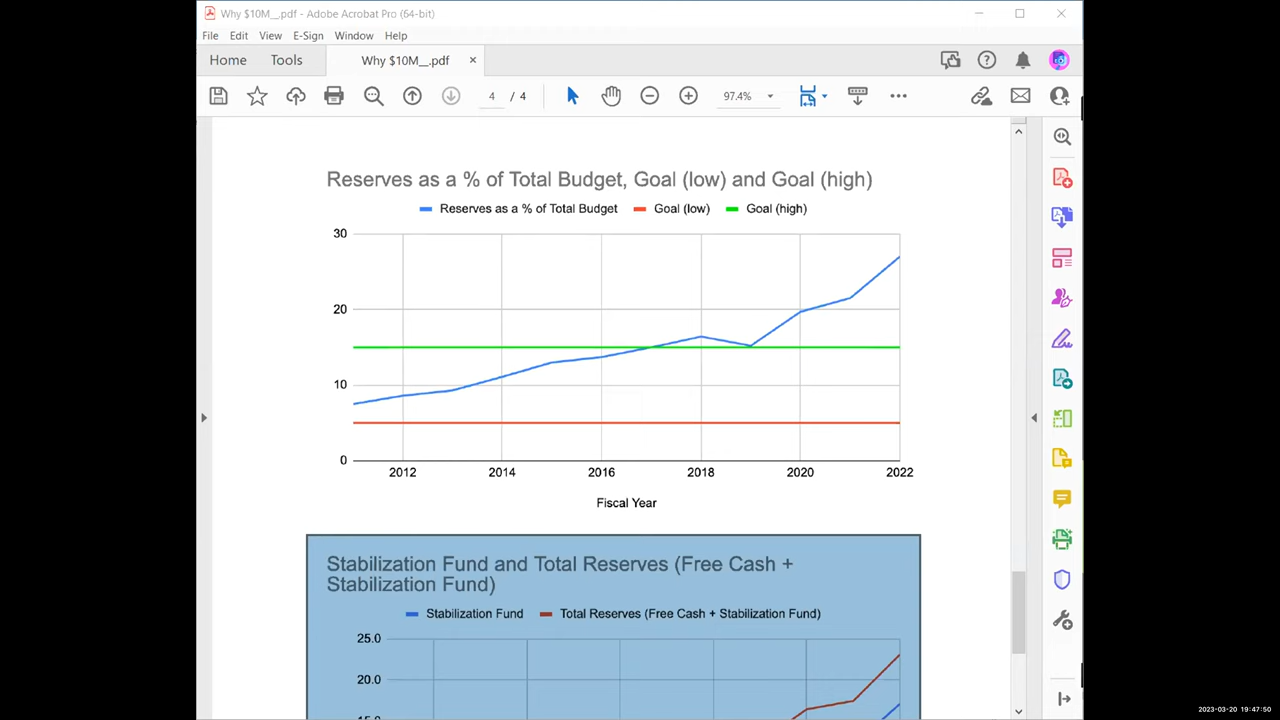 Why $10M__.pdf - Adobe Acrobat Pro (64-bit)
File Edit View E-Sign Window Help
Home Tools Why $10M__.pdf ×
4 / 4 97.4%
Reserves as a % of Total Budget, Goal (low) and Goal (high)
Reserves as a % of Total Budget Goal (low) Goal (high)
30
20
10
0
2012 2014 2016 2018 2020 2022
Fiscal Year
Stabilization Fund and Total Reserves (Free Cash +
Stabilization Fund)
Stabilization Fund Total Reserves (Free Cash + Stabilization Fund)
25.0
20.0
15.0
2023-03-20 19:47:50